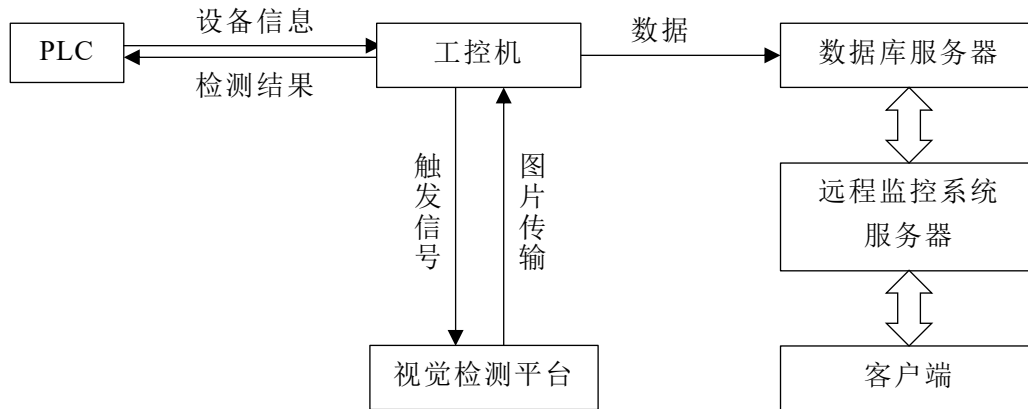 设备信息
PLC
检测结果
工控机
数据
数据库服务器
触发信号
图片传输
远程监控系统
服务器
视觉检测平台
客户端